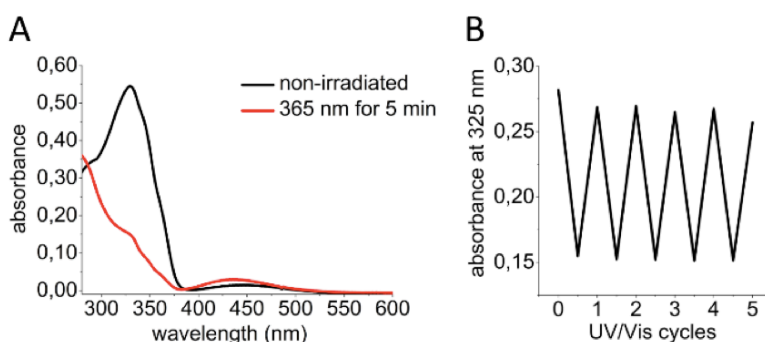 A
absorbance
0,60
0,50
0,40
0,30
0,20
0,10
0,00
non-irradiated
365 nm for 5 min
300 350 400 450 500 550 600
wavelength (nm)
B
absorbance at 325 nm
0,30
0,25
0,20
0,15
0 1 2 3 4 5
UV/Vis cycles